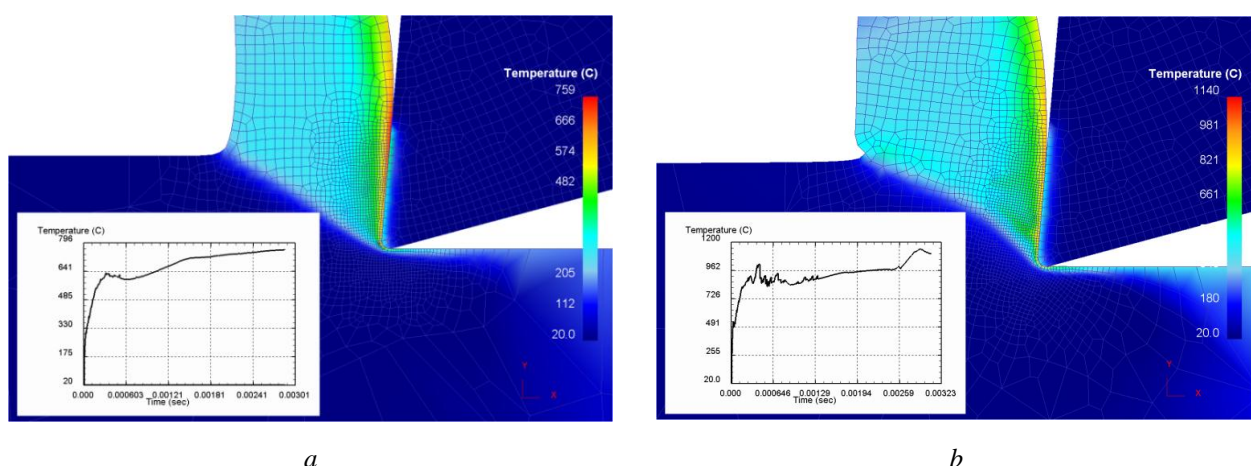 Temperature (C)
759
666
574
482
205
112
20.0
Temperature (C)
796
641
485
330
175
20
0.000 0.000603 0.00121 0.00181 0.00241 0.00301
Time (sec)
Y
X
a
Temperature (C)
1140
981
821
661
180
20.0
Temperature (C)
1200
962
726
491
255
20.0
0.000 0.000646 0.00129 0.00194 0.00259 0.00323
Time (sec)
Y
X
b